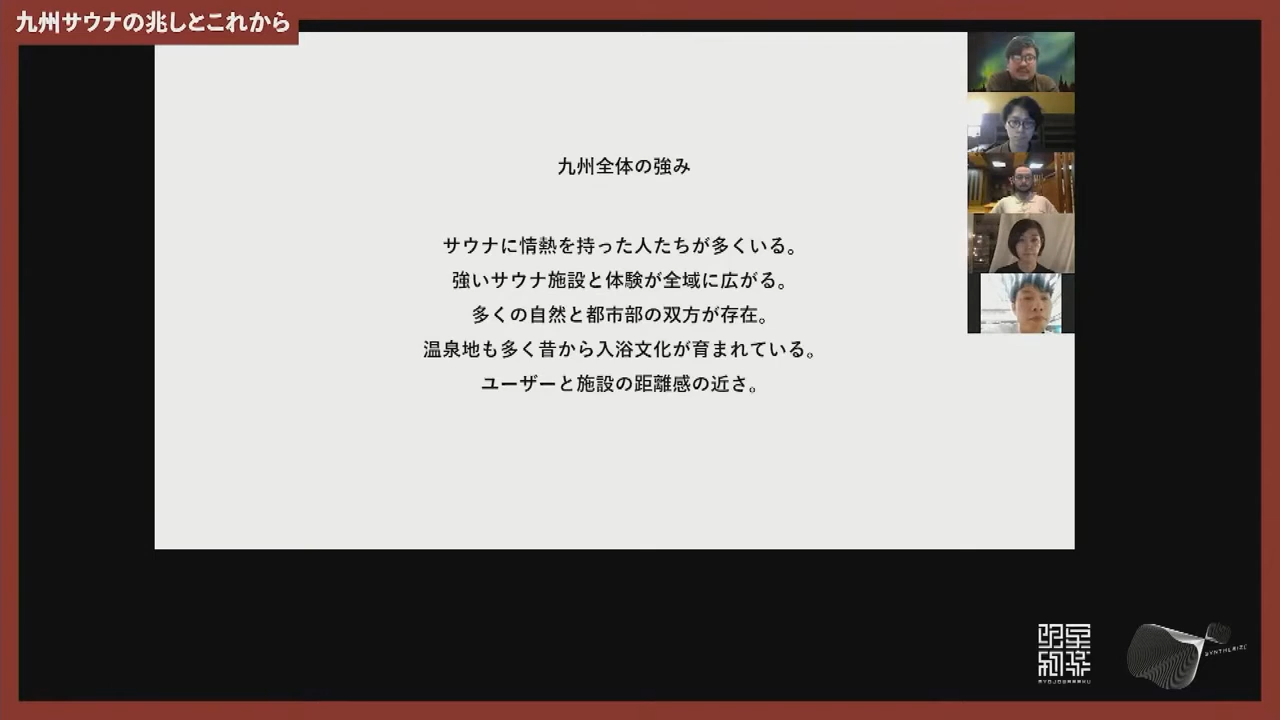 九州サウナの兆しとこれから
九州全体の強み
サウナに情熱を持った人たちが多くいる。
強いサウナ施設と体験が全域に広がる。
多くの自然と都市部の双方が存在。
温泉地も多く昔から入浴文化が育まれている。
ユーザーと施設の距離感の近さ。
SYNTHESIZE